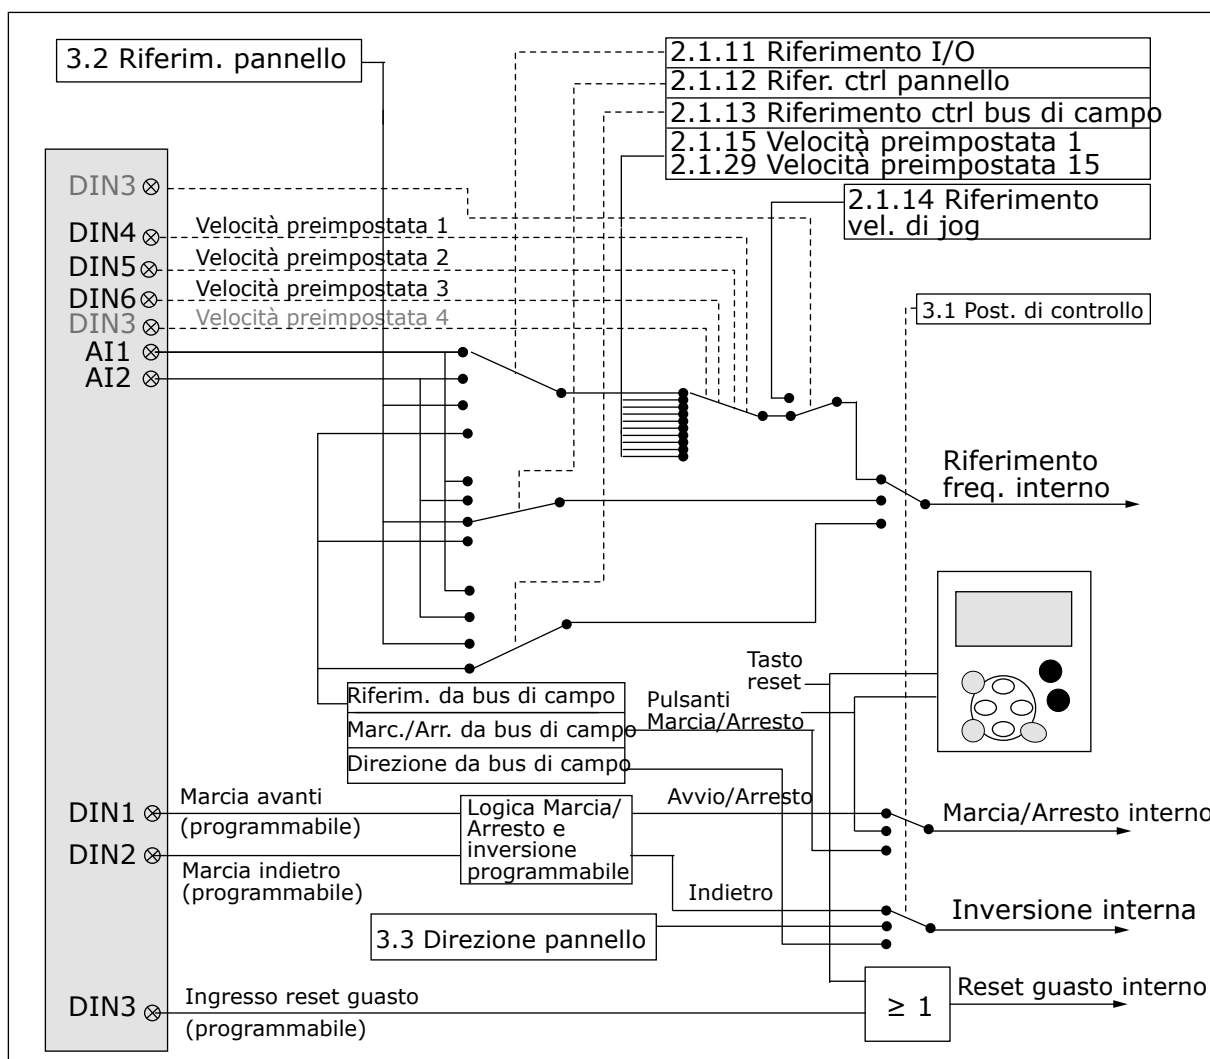 3.2 Riferim. pannello
2.1.11 Riferimento I/O
2.1.12 Rifer. ctrl pannello
2.1.13 Riferimento ctrl bus di campo
2.1.15 Velocità preimpostata 1
2.1.29 Velocità preimpostata 15
2.1.14 Riferimento
vel. di jog
3.1 Post. di controllo
DIN3
DIN4
Velocità preimpostata 1
DIN5
Velocità preimpostata 2
DIN6
Velocità preimpostata 3
DIN3
Velocità preimpostata 4
AI1
AI2
Riferimento
freq. interno
Tasto
reset
Pulsanti
Marcia/Arresto
Riferim. da bus di campo
Marc./Arr. da bus di campo
Direzione da bus di campo
DIN1
Marcia avanti
(programmabile)
DIN2
Marcia indietro
(programmabile)
Logica Marcia/
Arresto e
inversione
programmabile
Avvio/Arresto
Marcia/Arresto interno
Indietro
3.3 Direzione pannello
Inversione interna
DIN3
Ingresso reset guasto
(programmabile)
≥ 1
Reset guasto interno